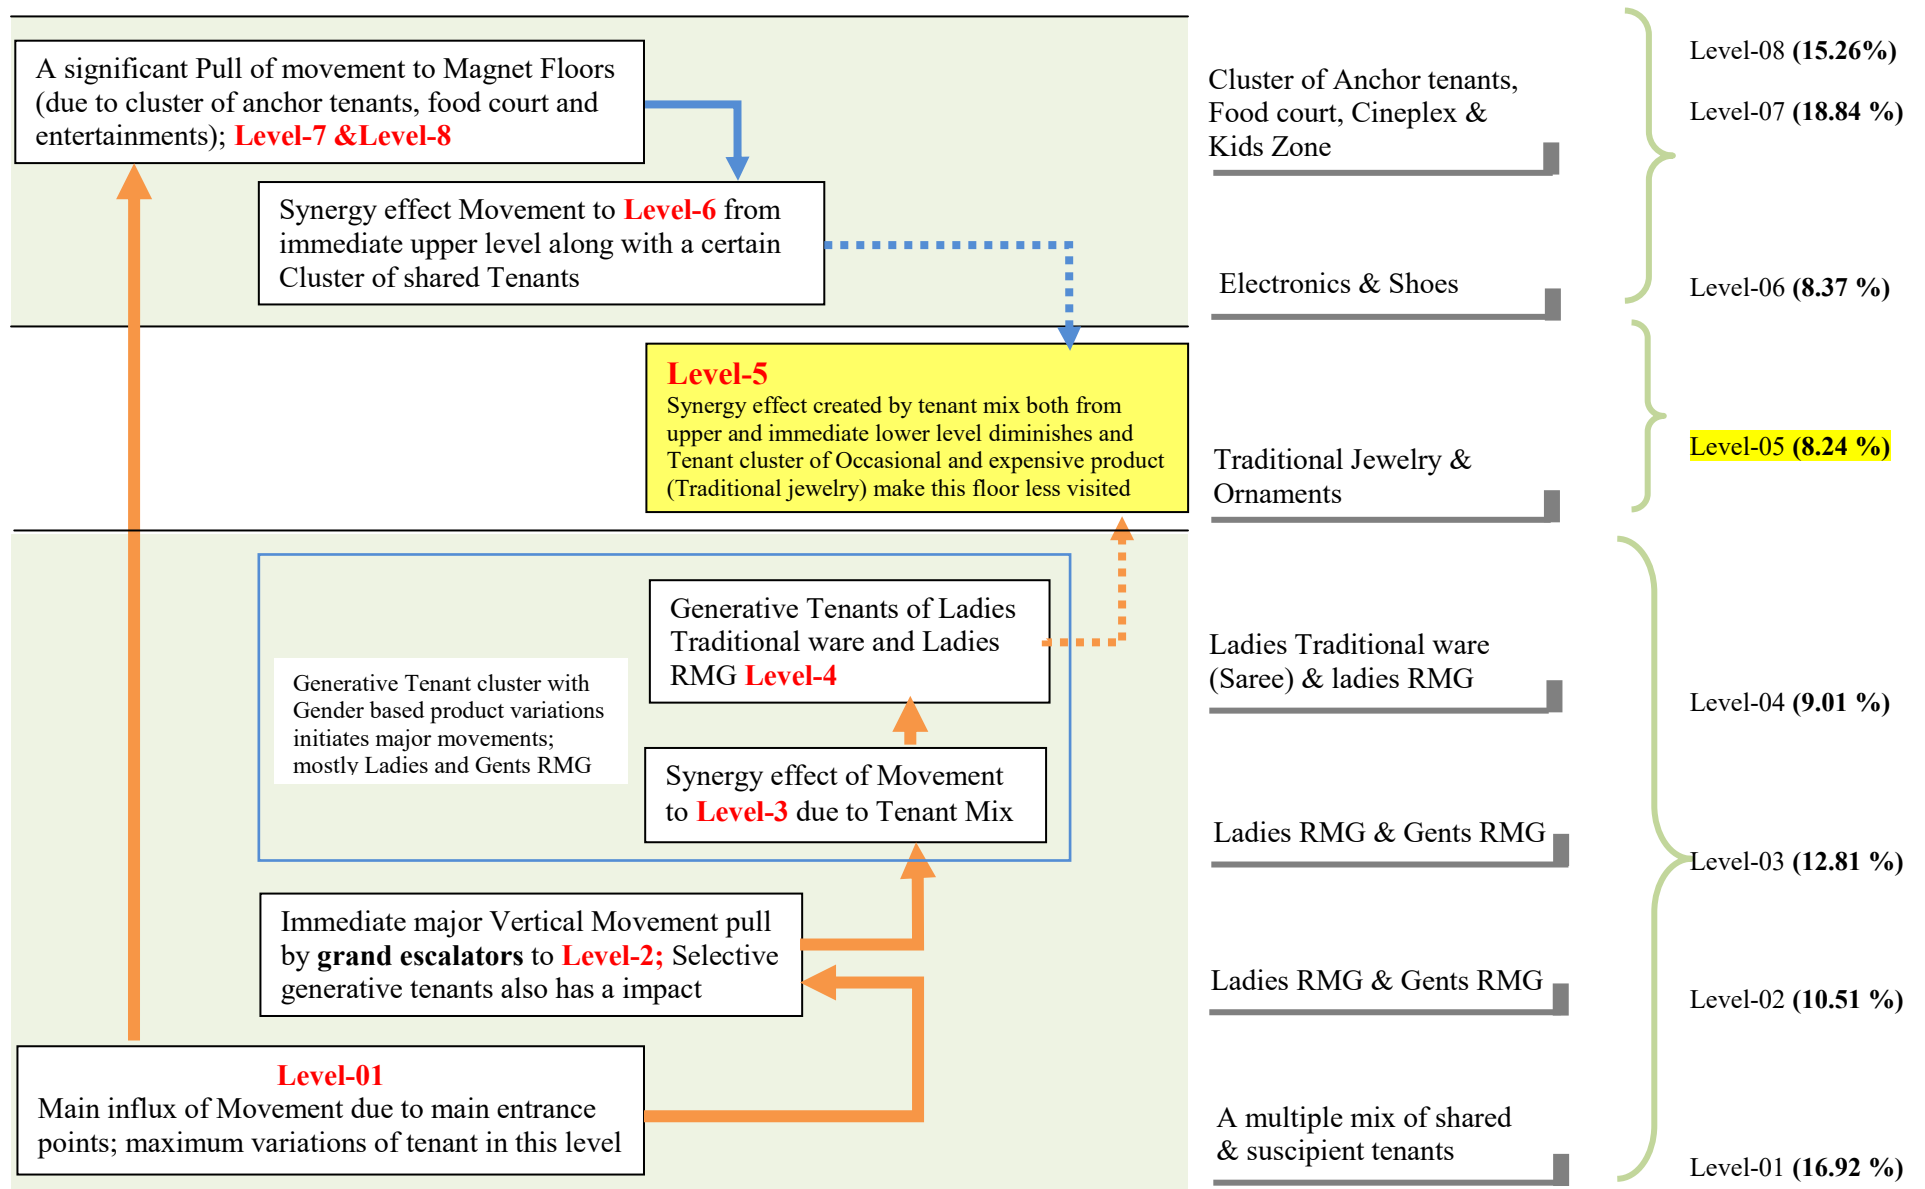 A significant Pull of movement to Magnet Floors
(due to cluster of anchor tenants, food court and
entertainments); Level-7 &Level-8
Synergy effect Movement to Level-6 from
immediate upper level along with a certain
Cluster of shared Tenants
Level-5
Synergy effect created by tenant mix both from
upper and immediate lower level diminishes and
Tenant cluster of Occasional and expensive product
(Traditional jewelry) make this floor less visited
Generative Tenants of Ladies
Traditional ware and Ladies
RMG Level-4
Generative Tenant cluster with
Gender based product variations
initiates major movements;
mostly Ladies and Gents RMG
Synergy effect of Movement
to Level-3 due to Tenant Mix
Immediate major Vertical Movement pull
by grand escalators to Level-2; Selective
generative tenants also has a impact
Level-01
Main influx of Movement due to main entrance
points; maximum variations of tenant in this level
Cluster of Anchor tenants,
Food court, Cineplex &
Kids Zone
Electronics & Shoes
Traditional Jewelry &
Ornaments
Ladies Traditional ware
(Saree) & ladies RMG
Ladies RMG & Gents RMG
Ladies RMG & Gents RMG
A multiple mix of shared
& suscipient tenants
Level-08 (15.26%)
Level-07 (18.84 %)
Level-06 (8.37 %)
Level-05 (8.24 %)
Level-04 (9.01 %)
Level-03 (12.81 %)
Level-02 (10.51 %)
Level-01 (16.92 %)